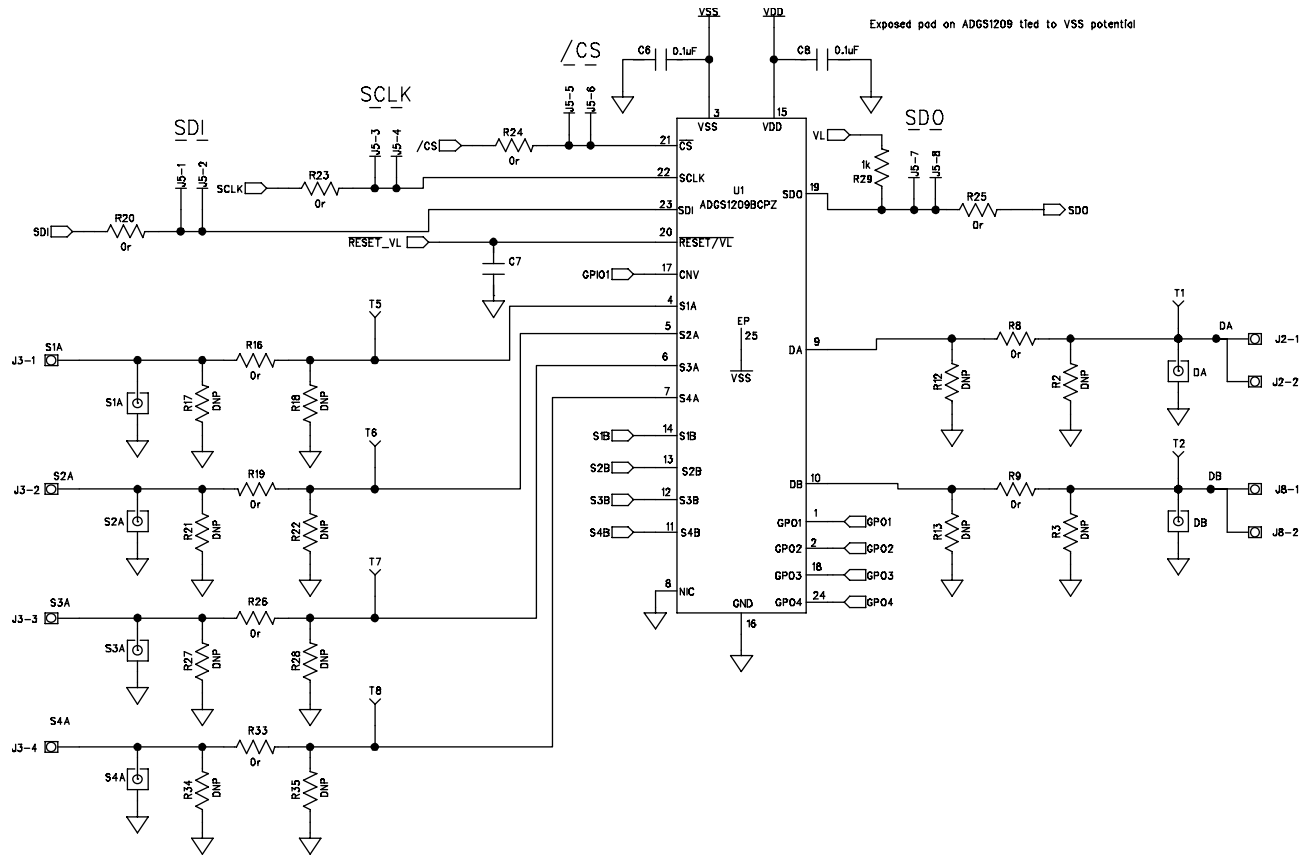 VSS
VDD
Exposed pad on ADGS1209 tied to VSS potential
C6
0.1uF
C8
0.1uF
/CS
J5-5
J5-6
SCLK
J5-3
J5-4
SDI
J5-1
J5-2
3
VSS
15
VDD
VL
SDO
J5-7
J5-8
1k
R29
/CS
R24
0r
21
CS
SCLK
R23
0r
22
SCLK
U1
ADGS1209BCPZ
19
SDO
R25
0r
SDO
SDI
R20
0r
23
SDI
RESET_VL
20
RESET/VL
C7
GPIO1
17
CNV
T5
4
S1A
J3-1
S1A
R16
0r
S1A
R17
DNP
R18
DNP
5
S2A
6
S3A
7
S4A
EP
25
VSS
DA
9
R8
0r
R12
DNP
R2
DNP
T1
DA
DA
J2-1
J2-2
T6
J3-2
S2A
R19
0r
S2A
R21
DNP
R22
DNP
S1B
14
S1B
S2B
13
S2B
S3B
12
S3B
S4B
11
S4B
DB
10
R9
0r
R13
DNP
R3
DNP
T2
DB
DB
J8-1
J8-2
GPO1
1
GPO1
GPO2
2
GPO2
GPO3
18
GPO3
GPO4
24
GPO4
8
NIC
GND
16
T7
J3-3
S3A
R26
0r
S3A
R27
DNP
R28
DNP
T8
J3-4
S4A
R33
0r
S4A
R34
DNP
R35
DNP